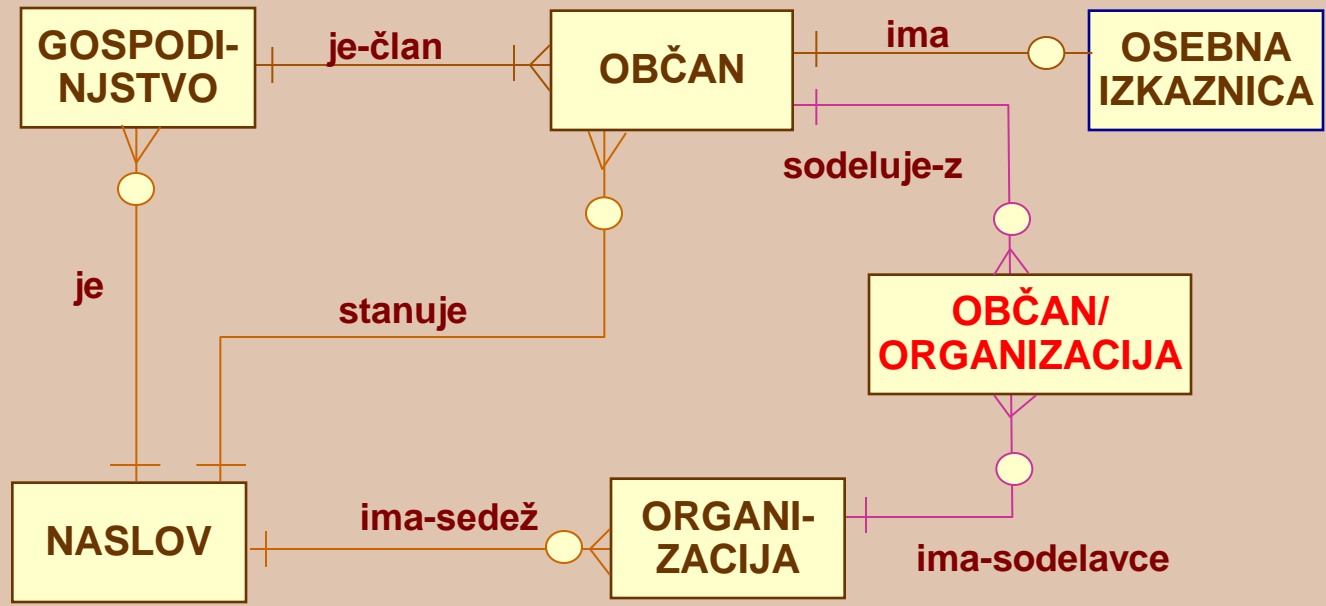 GOSPODI-
NJSTVO
je-član
OBČAN
ima
OSEBNA
IZKAZNICA
sodeluje-z
je
stanuje
OBČAN/
ORGANIZACIJA
NASLOV
ima-sedež
ORGANI-
ZACIJA
ima-sodelavce